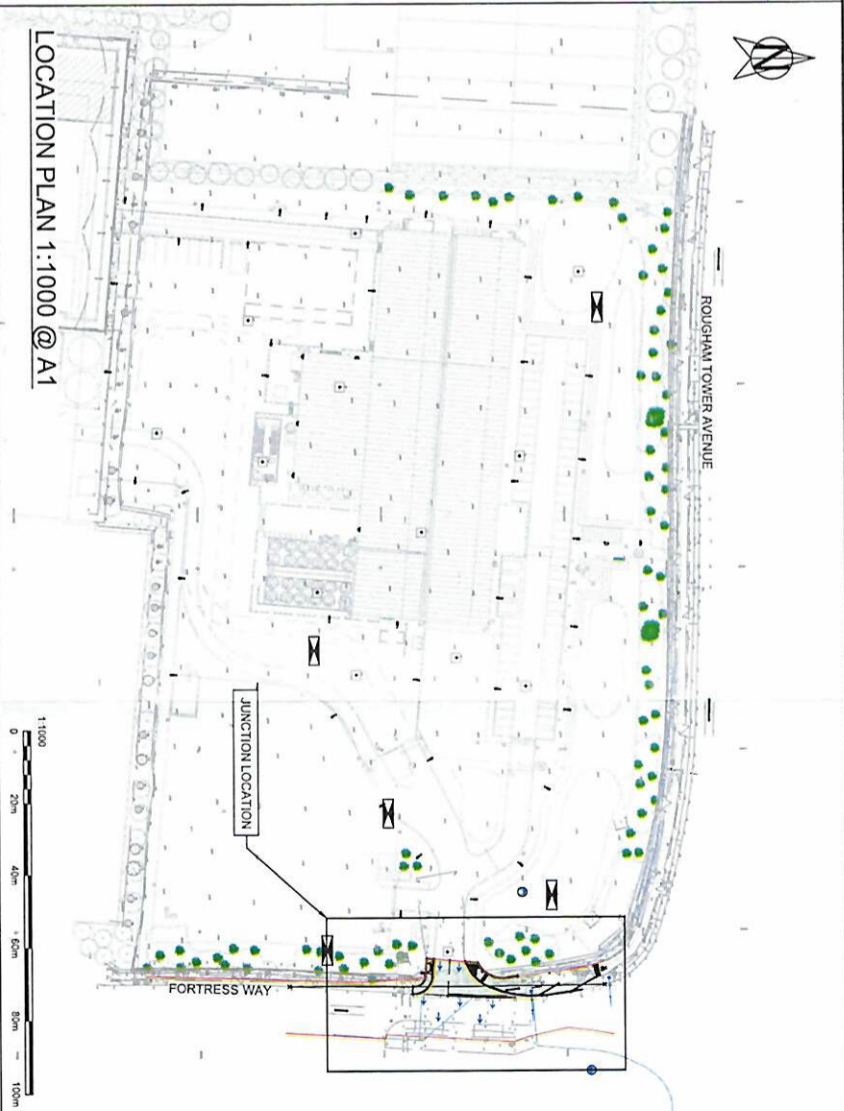 N
ROUGHAM TOWER AVENUE
JUNCTION LOCATION
FORTRESS WAY
LOCATION PLAN 1:1000 @ A1
1:1000
0 20m 40m 60m 80m 100m